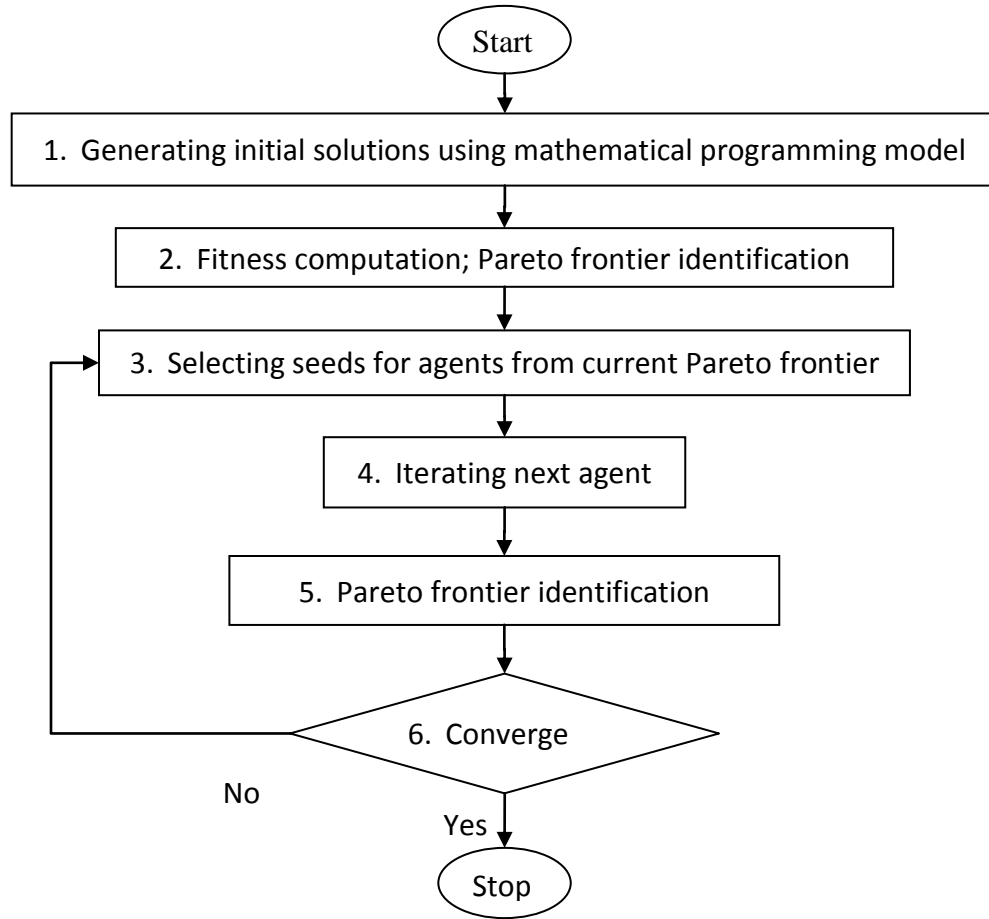 Start
1. Generating initial solutions using mathematical programming model
2. Fitness computation; Pareto frontier identification
3. Selecting seeds for agents from current Pareto frontier
4. Iterating next agent
5. Pareto frontier identification
6. Converge
No
Yes
Stop